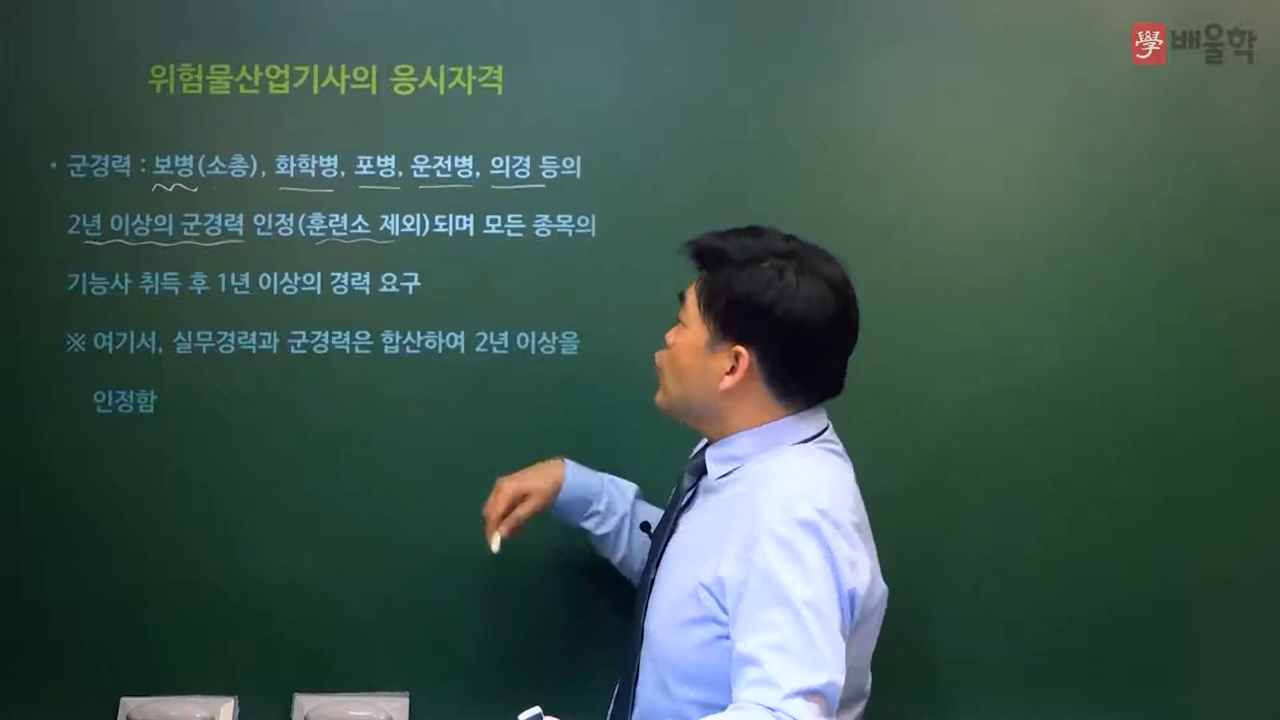 學 배울학
위험물산업기사의 응시자격
• 군경력 : 보병(소총), 화학병, 포병, 운전병, 의경 등의
2년 이상의 군경력 인정(훈련소 제외)되며 모든 종목의
기능사 취득 후 1년 이상의 경력 요구
※ 여기서, 실무경력과 군경력은 합산하여 2년 이상을
인정함